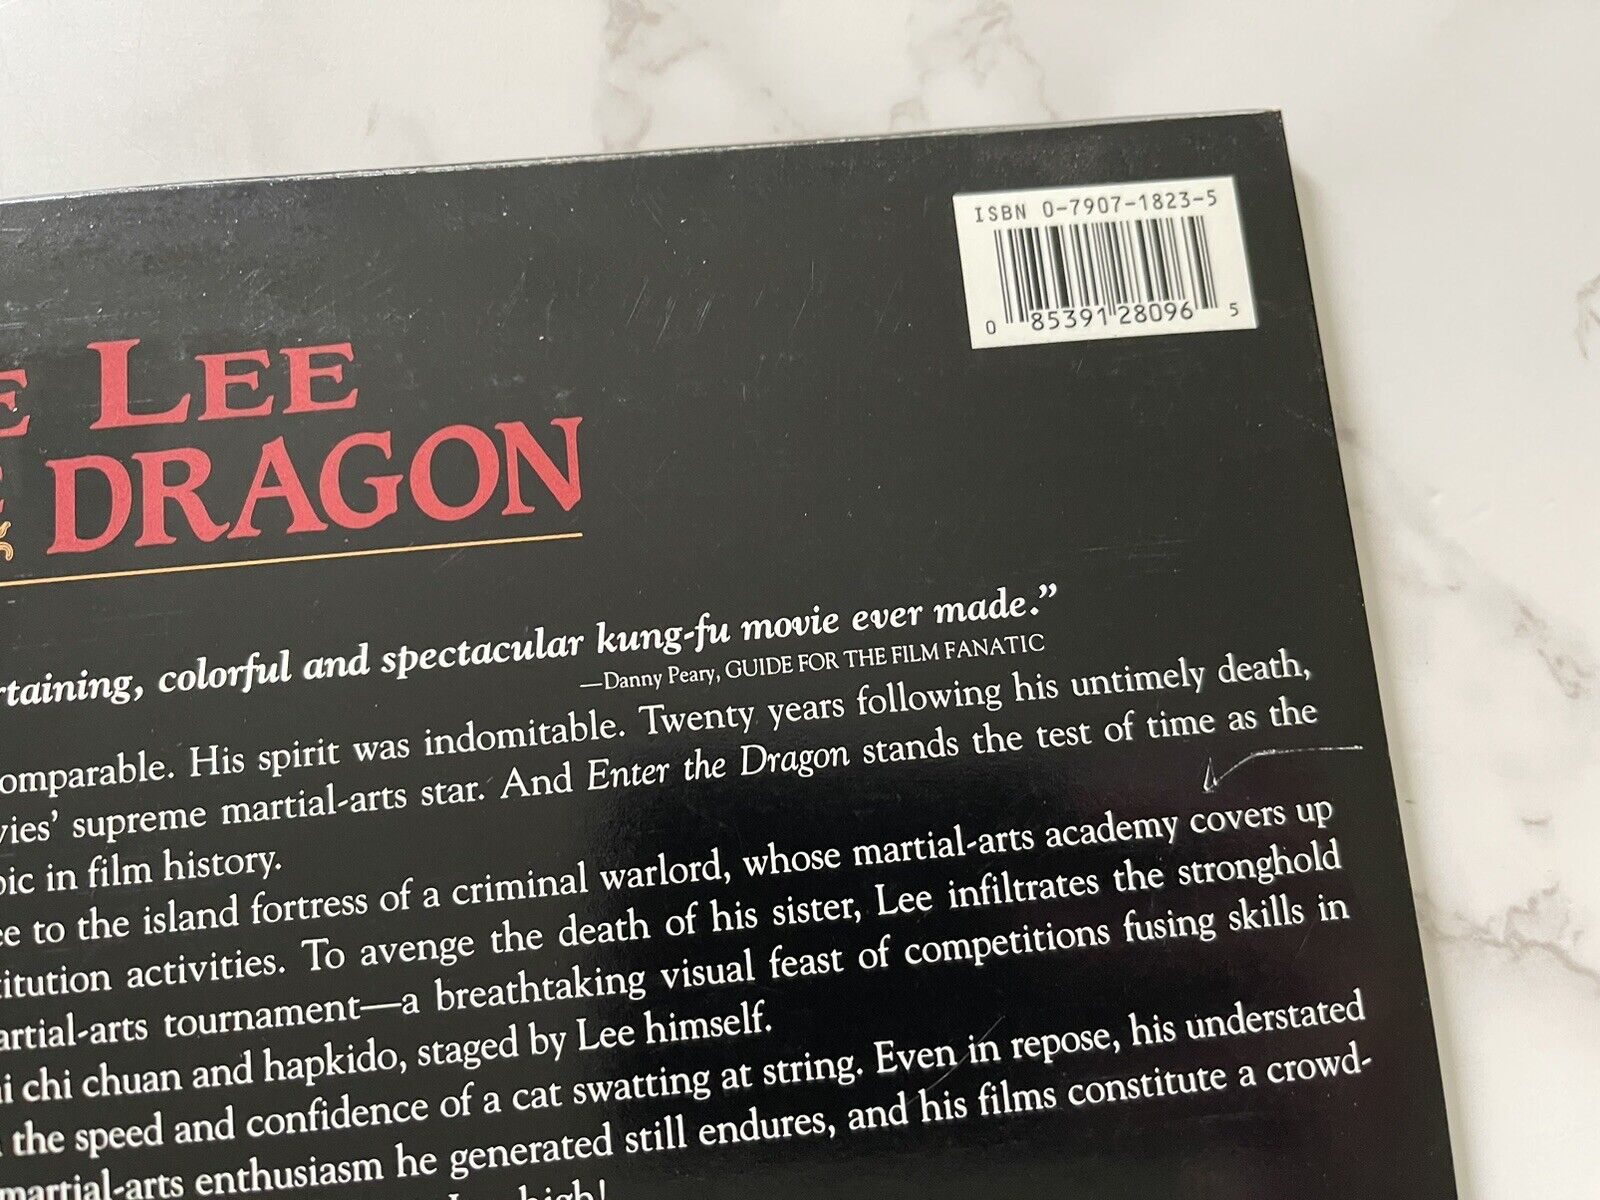 ISBN 0-7907-1823-5
0 85391 28096 5
E LEE
E DRAGON
rtaining, colorful and spectacular kung-fu movie ever made.”
—Danny Peary, GUIDE FOR THE FILM FANATIC
omparable. His spirit was indomitable. Twenty years following his untimely death,
vies’ supreme martial-arts star. And Enter the Dragon stands the test of time as the
pic in film history.
ee to the island fortress of a criminal warlord, whose martial-arts academy covers up
titution activities. To avenge the death of his sister, Lee infiltrates the stronghold
artial-arts tournament—a breathtaking visual feast of competitions fusing skills in
ai chi chuan and hapkido, staged by Lee himself.
the speed and confidence of a cat swatting at string. Even in repose, his understated
martial-arts enthusiasm he generated still endures, and his films constitute a crowd-
high!